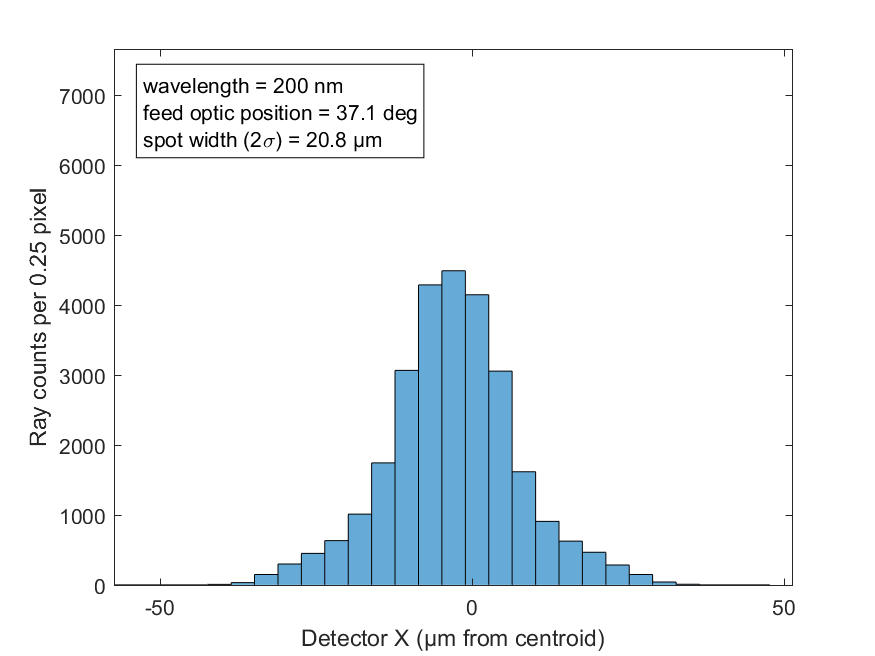 wavelength = 200 nm
feed optic position = 37.1 deg
spot width (2σ) = 20.8 µm
7000
6000
5000
4000
3000
2000
1000
0
Ray counts per 0.25 pixel
-50
0
50
Detector X (µm from centroid)